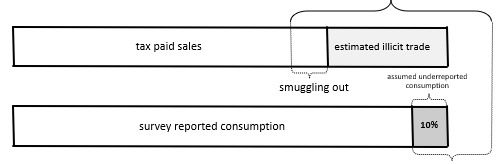 tax paid sales
estimated illicit trade
smuggling out
assumed underreported
consumption
survey reported consumption
10%